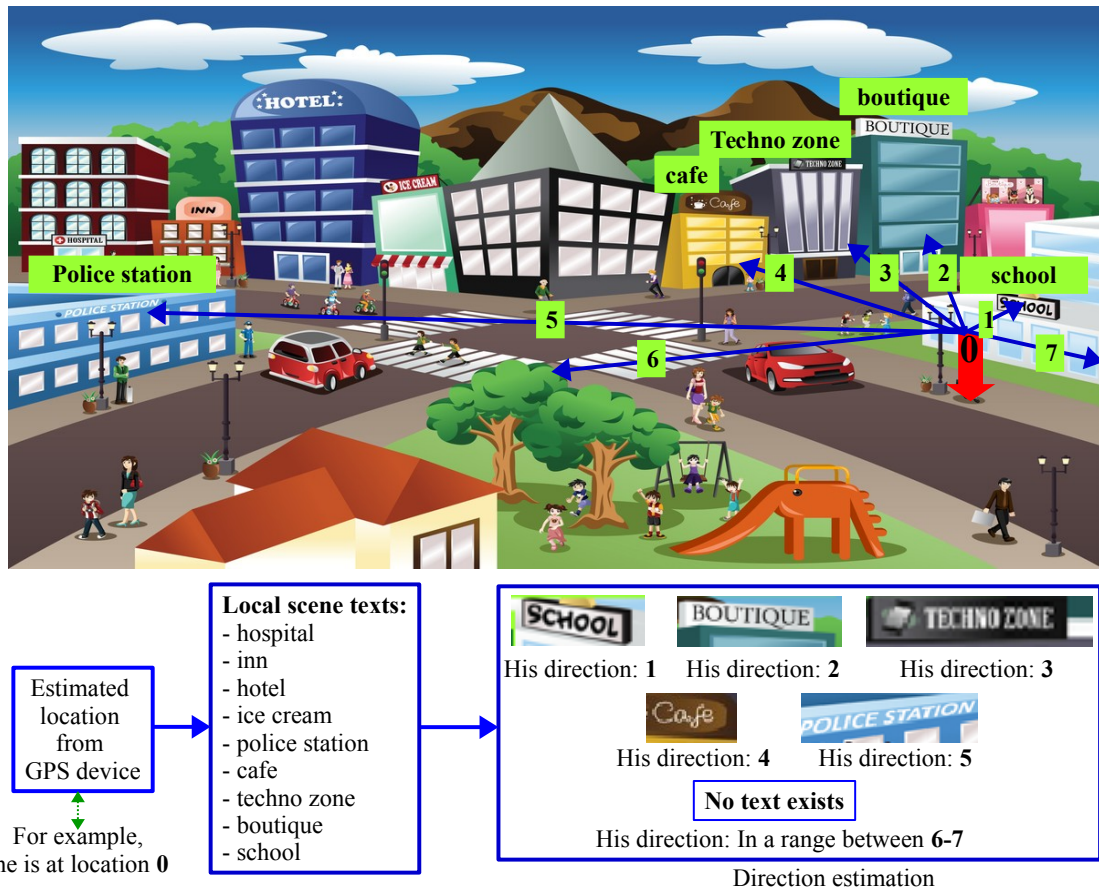 boutique
BOUTIQUE
HOTEL
Techno zone
TECHNO ZONE
cafe
Cafe
ICE CREAM
INN
HOSPITAL
Police station
POLICE STATION
school
SCHOOL
4
3
2
1
5
0
6
7
Estimated
location
from
GPS device
For example,
he is at location 0
Local scene texts:
- hospital
- inn
- hotel
- ice cream
- police station
- cafe
- techno zone
- boutique
- school
SCHOOL
BOUTIQUE
TECHNO ZONE
His direction: 1
His direction: 2
His direction: 3
Cafe
POLICE STATION
His direction: 4
His direction: 5
No text exists
His direction: In a range between 6-7
Direction estimation